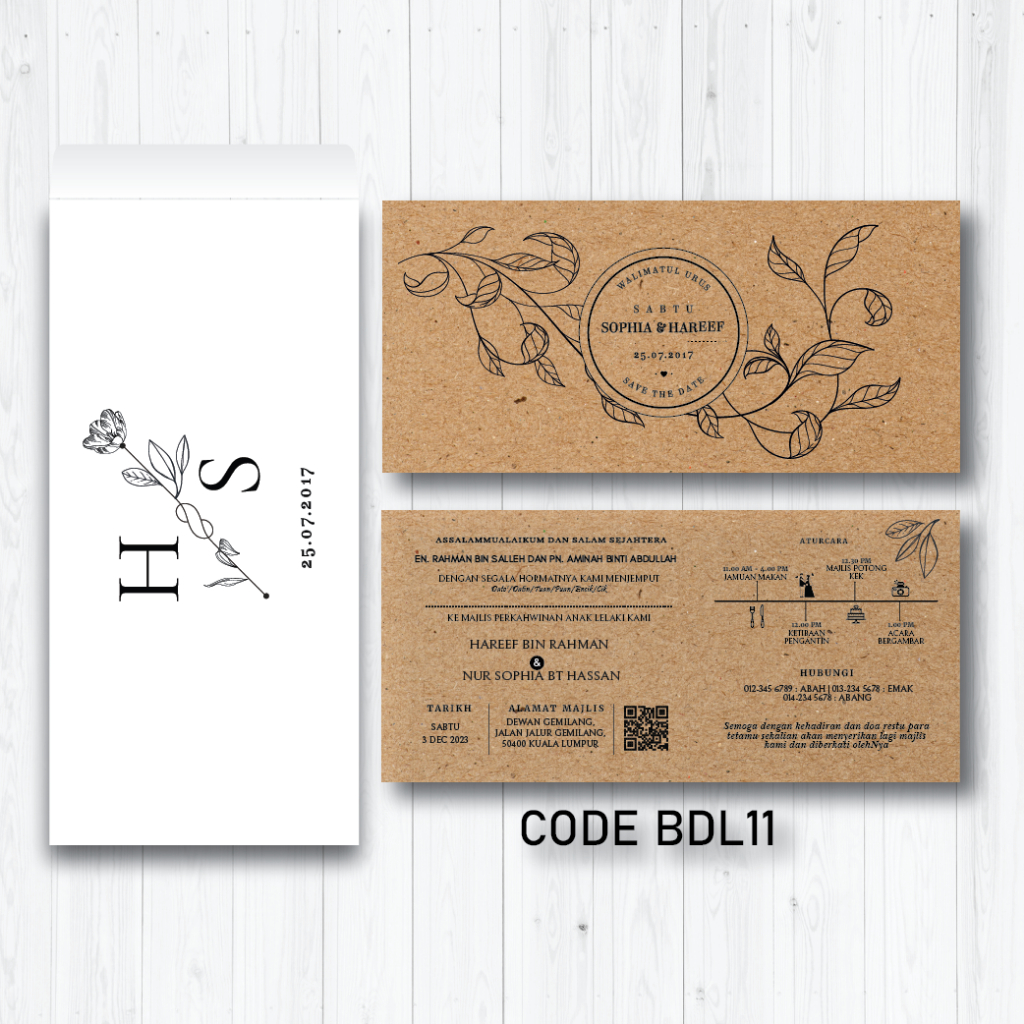 H S
25.07.2017
WALIMATUL URUS
SABTU
SOPHIA & HAREEF
25.07.2017
SAVE THE DATE
ASSALAMMUALAIKUM DAN SALAM SEJAHTERA
EN. RAHMAN BIN SALLEH DAN PN. AMINAH BINTI ABDULLAH
DENGAN SEGALA HORMATNYA KAMI MENJEMPUT
Dato'/Datin/Tuan/Puan/Encik/Cik
KE MAJLIS PERKAHWINAN ANAK LELAKI KAMI
HAREEF BIN RAHMAN
&
NUR SOPHIA BT HASSAN
TARIKH
SABTU
3 DEC 2023
ALAMAT MAJLIS
DEWAN GEMILANG,
JALAN JALUR GEMILANG,
50400 KUALA LUMPUR
ATURCARA
11.00 AM - 4.00 PM
JAMUAN MAKAN
12.00 PM
KETIBAAN
PENGANTIN
12.30 PM
MAJLIS POTONG
KEK
1.00 PM
ACARA
BERGAMBAR
HUBUNGI
012-345 6789 : ABAH | 013-234 5678 : EMAK
014-234 5678 : ABANG
Semoga dengan kehadiran dan doa restu para
tetamu sekalian akan menyerikan lagi majlis
kami dan diberkati olehNya
CODE BDL11